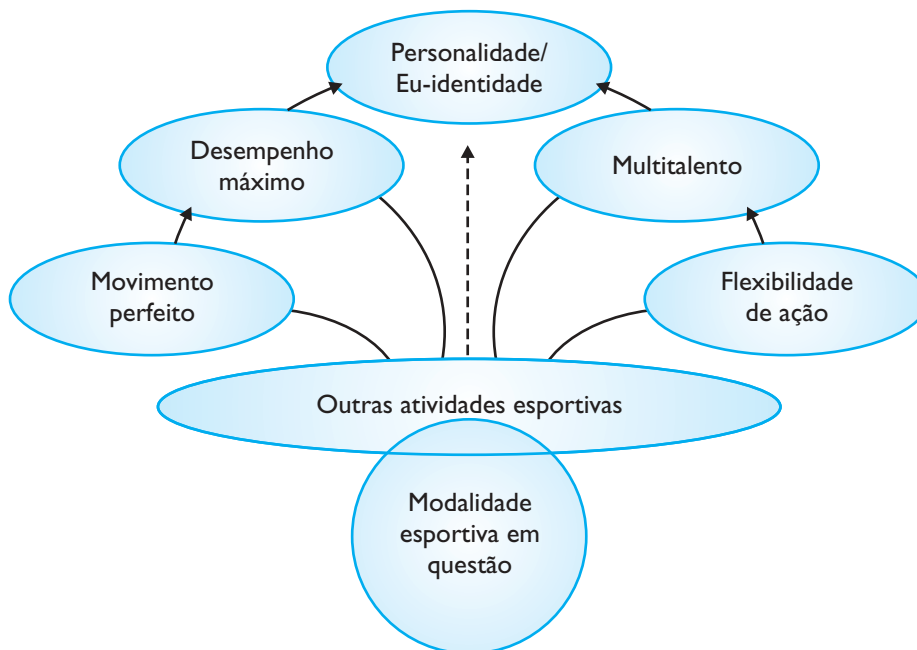 Personalidade/
Eu-identidade
Desempenho
máximo
Multitalento
Movimento
perfeito
Flexibilidade
de ação
Outras atividades esportivas
Modalidade
esportiva em
questão